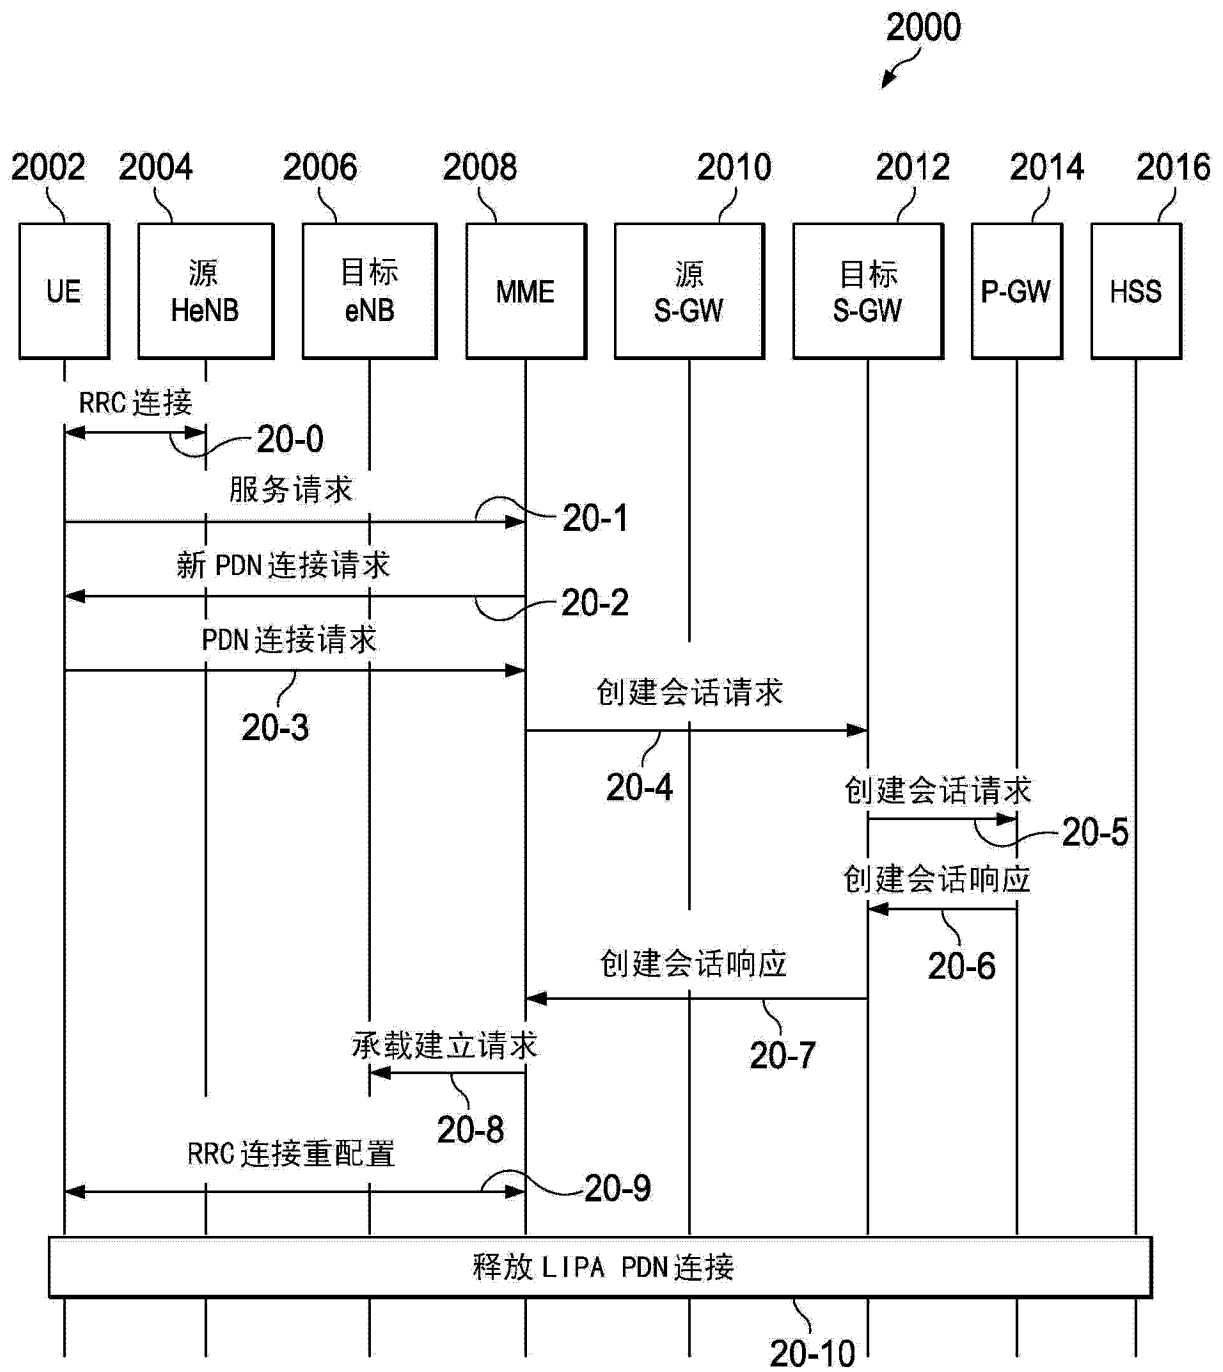 2000
2002 2004 2006 2008 2010 2012 2014 2016
UE
源
HeNB
目标
eNB
MME
源
S-GW
目标
S-GW
P-GW
HSS
RRC 连接
20-0
服务请求
20-1
新 PDN 连接请求
20-2
PDN 连接请求
20-3
创建会话请求
20-4
创建会话请求
20-5
创建会话响应
20-6
创建会话响应
20-7
承载建立请求
20-8
RRC 连接重配置
20-9
释放 LIPA PDN 连接
20-10